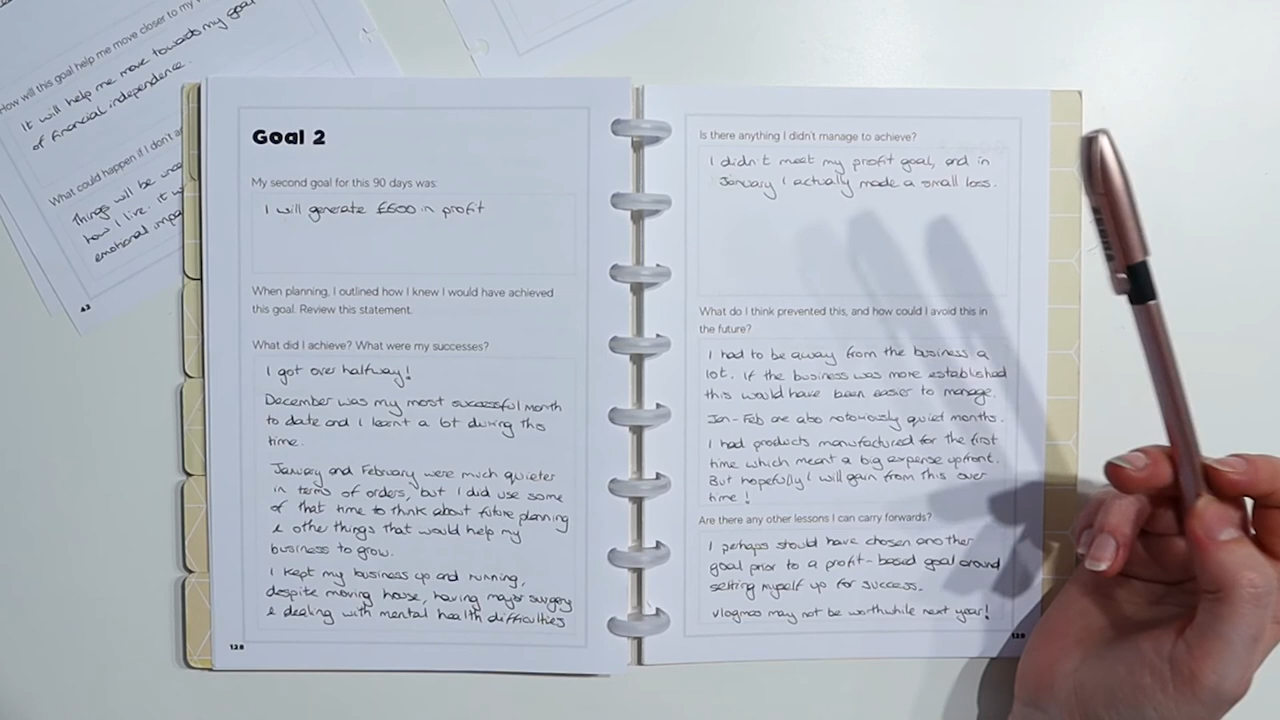 How will this goal help me move closer to my
It will help me move towards my goal
of financial independence.
What could happen if I don't
Things will be
how I live. It
emotional
43
Goal 2
My second goal for this 90 days was:
I will generate £600 in profit
When planning, I outlined how I knew I would have achieved
this goal. Review this statement.
What did I achieve? What were my successes?
I got over halfway!
December was my most successful month
to date and I learnt a lot during this
time.
January and February were much quieter
in terms of orders, but I did use some
of that time to think about future planning
& other things that would help my
business to grow.
I kept my business up and running,
despite moving house, having major surgery
& dealing with mental health difficulties
128
Is there anything I didn't manage to achieve?
I didn't meet my profit goal, and in
January I actually made a small loss.
What do I think prevented this, and how could I avoid this in
the future?
I had to be away from the business a
lot. If the business was more established
this would have been easier to manage.
Jan-Feb are also notoriously quiet months.
I had products manufactured for the first
time which meant a big expense upfront.
But hopefully I will gain from this over
time!
Are there any other lessons I can carry forwards?
I perhaps should have chosen another
goal prior to a profit-based goal around
setting myself up for success.
Vlogmas may not be worthwhile next year!
129